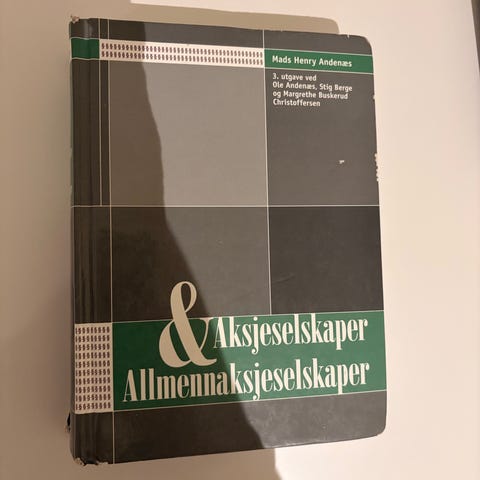 Mads Henry Andenæs
3. utgave ved
Ole Andenæs, Stig Berge
og Margrethe Buskerud
Christoffersen
& Aksjeselskaper
Allmennaksjeselskaper